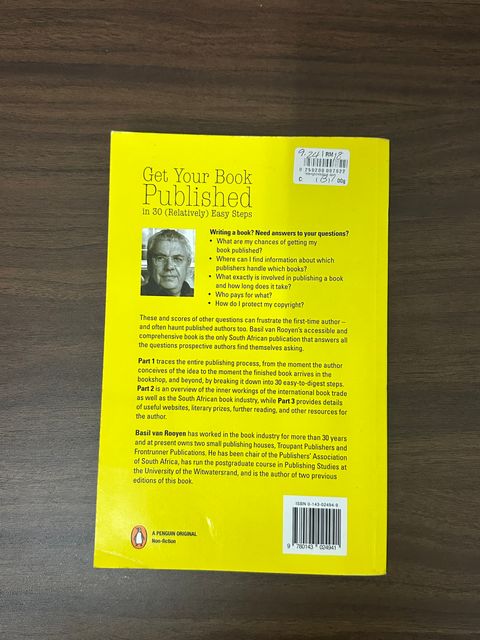 Get Your Book
Published
in 30 (Relatively) Easy Steps
RM
00g
Writing a book? Need answers to your questions?
• What are my chances of getting my
book published?
• Where can I find information about which
publishers handle which books?
• What exactly is involved in publishing a book
and how long does it take?
• Who pays for what?
• How do I protect my copyright?
These and scores of other questions can frustrate the first-time author –
and often haunt published authors too. Basil van Rooyen's accessible and
comprehensive book is the only South African publication that answers all
the questions prospective authors find themselves asking.
Part 1 traces the entire publishing process, from the moment the author
conceives of the idea to the moment the finished book arrives in the
bookshop, and beyond, by breaking it down into 30 easy-to-digest steps.
Part 2 is an overview of the inner workings of the international book trade
as well as the South African book industry, while Part 3 provides details
of useful websites, literary prizes, further reading, and other resources for
the author.
Basil van Rooyen has worked in the book industry for more than 30 years
and at present owns two small publishing houses, Troupant Publishers and
Frontrunner Publications. He has been chair of the Publishers' Association
of South Africa, has run the postgraduate course in Publishing Studies at
the University of Witwatersrand, and is the author of two previous
editions of this book.
A PENGUIN ORIGINAL
Non-fiction
ISBN 0-143-02494-9
9 780143 024941